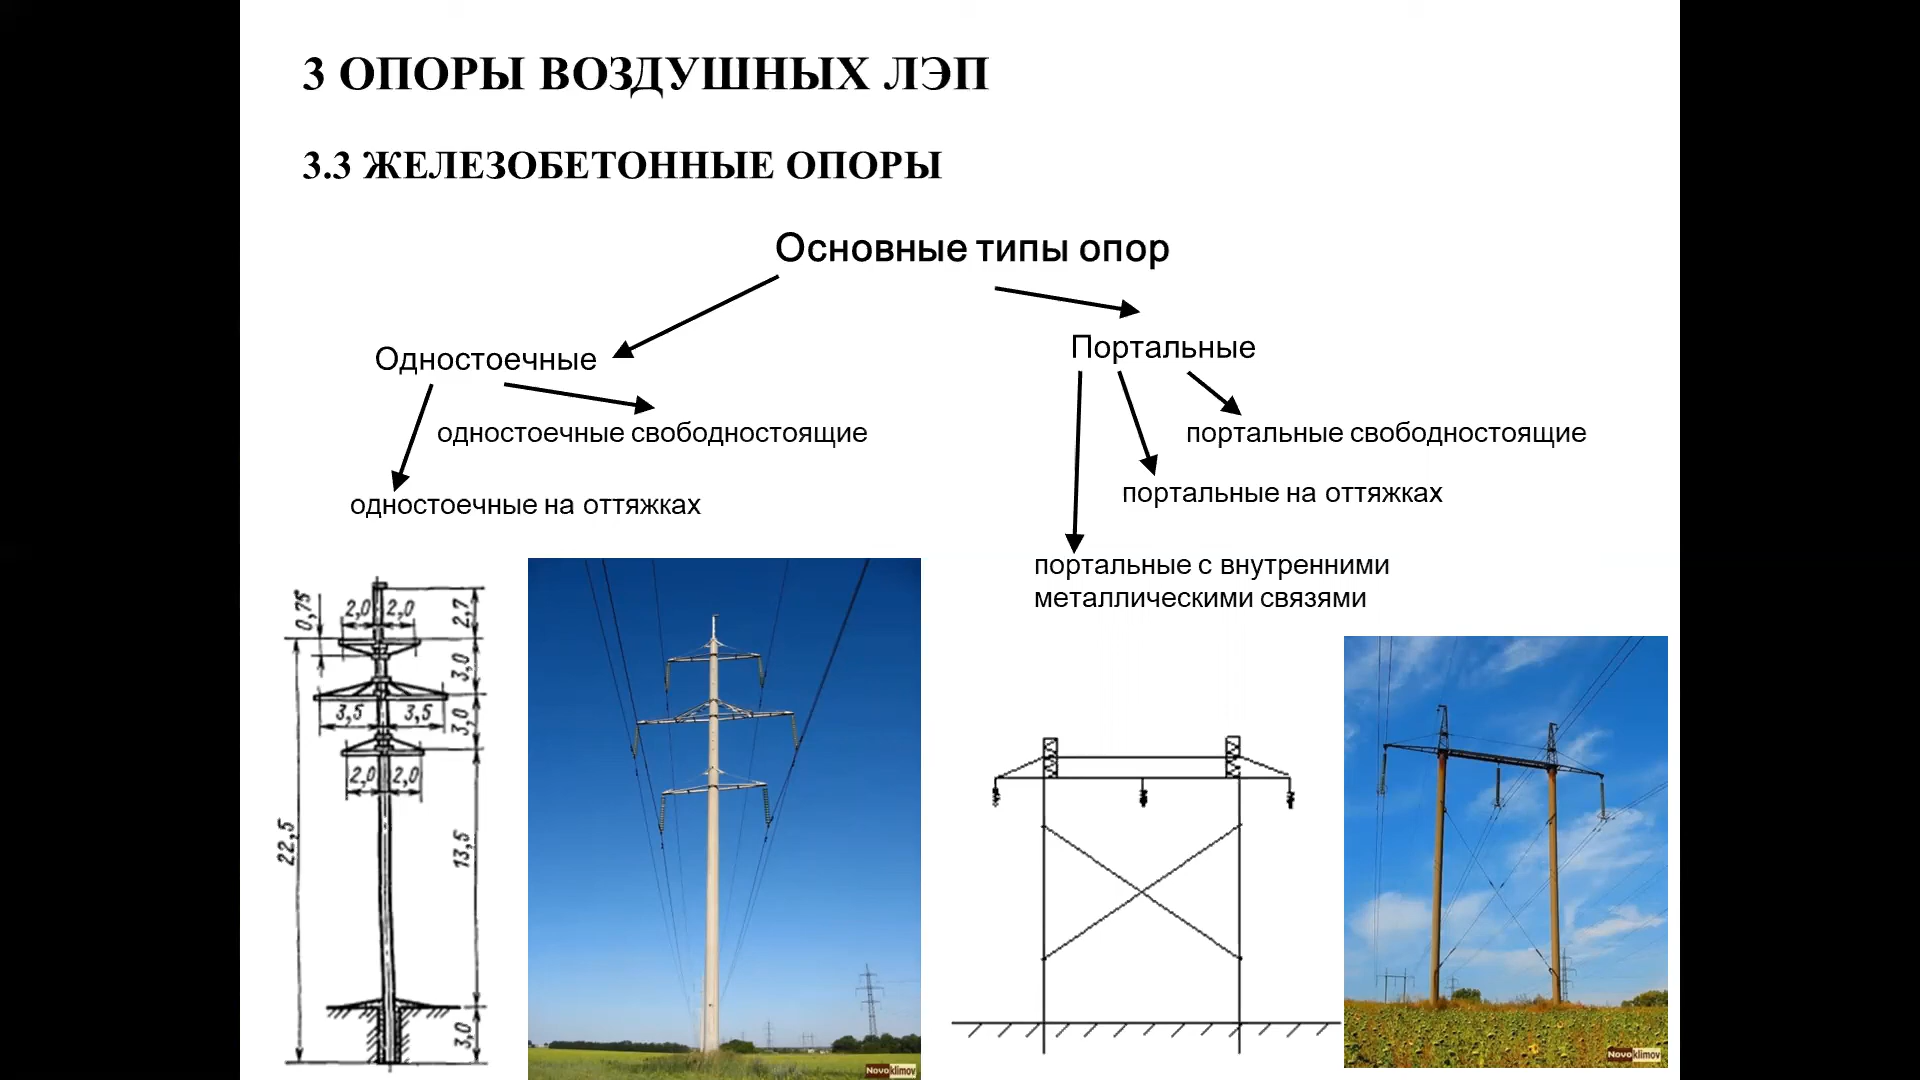 3 ОПОРЫ ВОЗДУШНЫХ ЛЭП
3.3 ЖЕЛЕЗОБЕТОННЫЕ ОПОРЫ
Основные типы опор
Одностоечные
Портальные
одностоечные свободностоящие
портальные свободностоящие
одностоечные на оттяжках
портальные на оттяжках
портальные с внутренними
металлическими связями
0,75
2,0 2,0
2,7
3,0
3,5 3,5
3,0
2,0 2,0
22,5
13,5
3,0
Novoklimov
Novoklimov